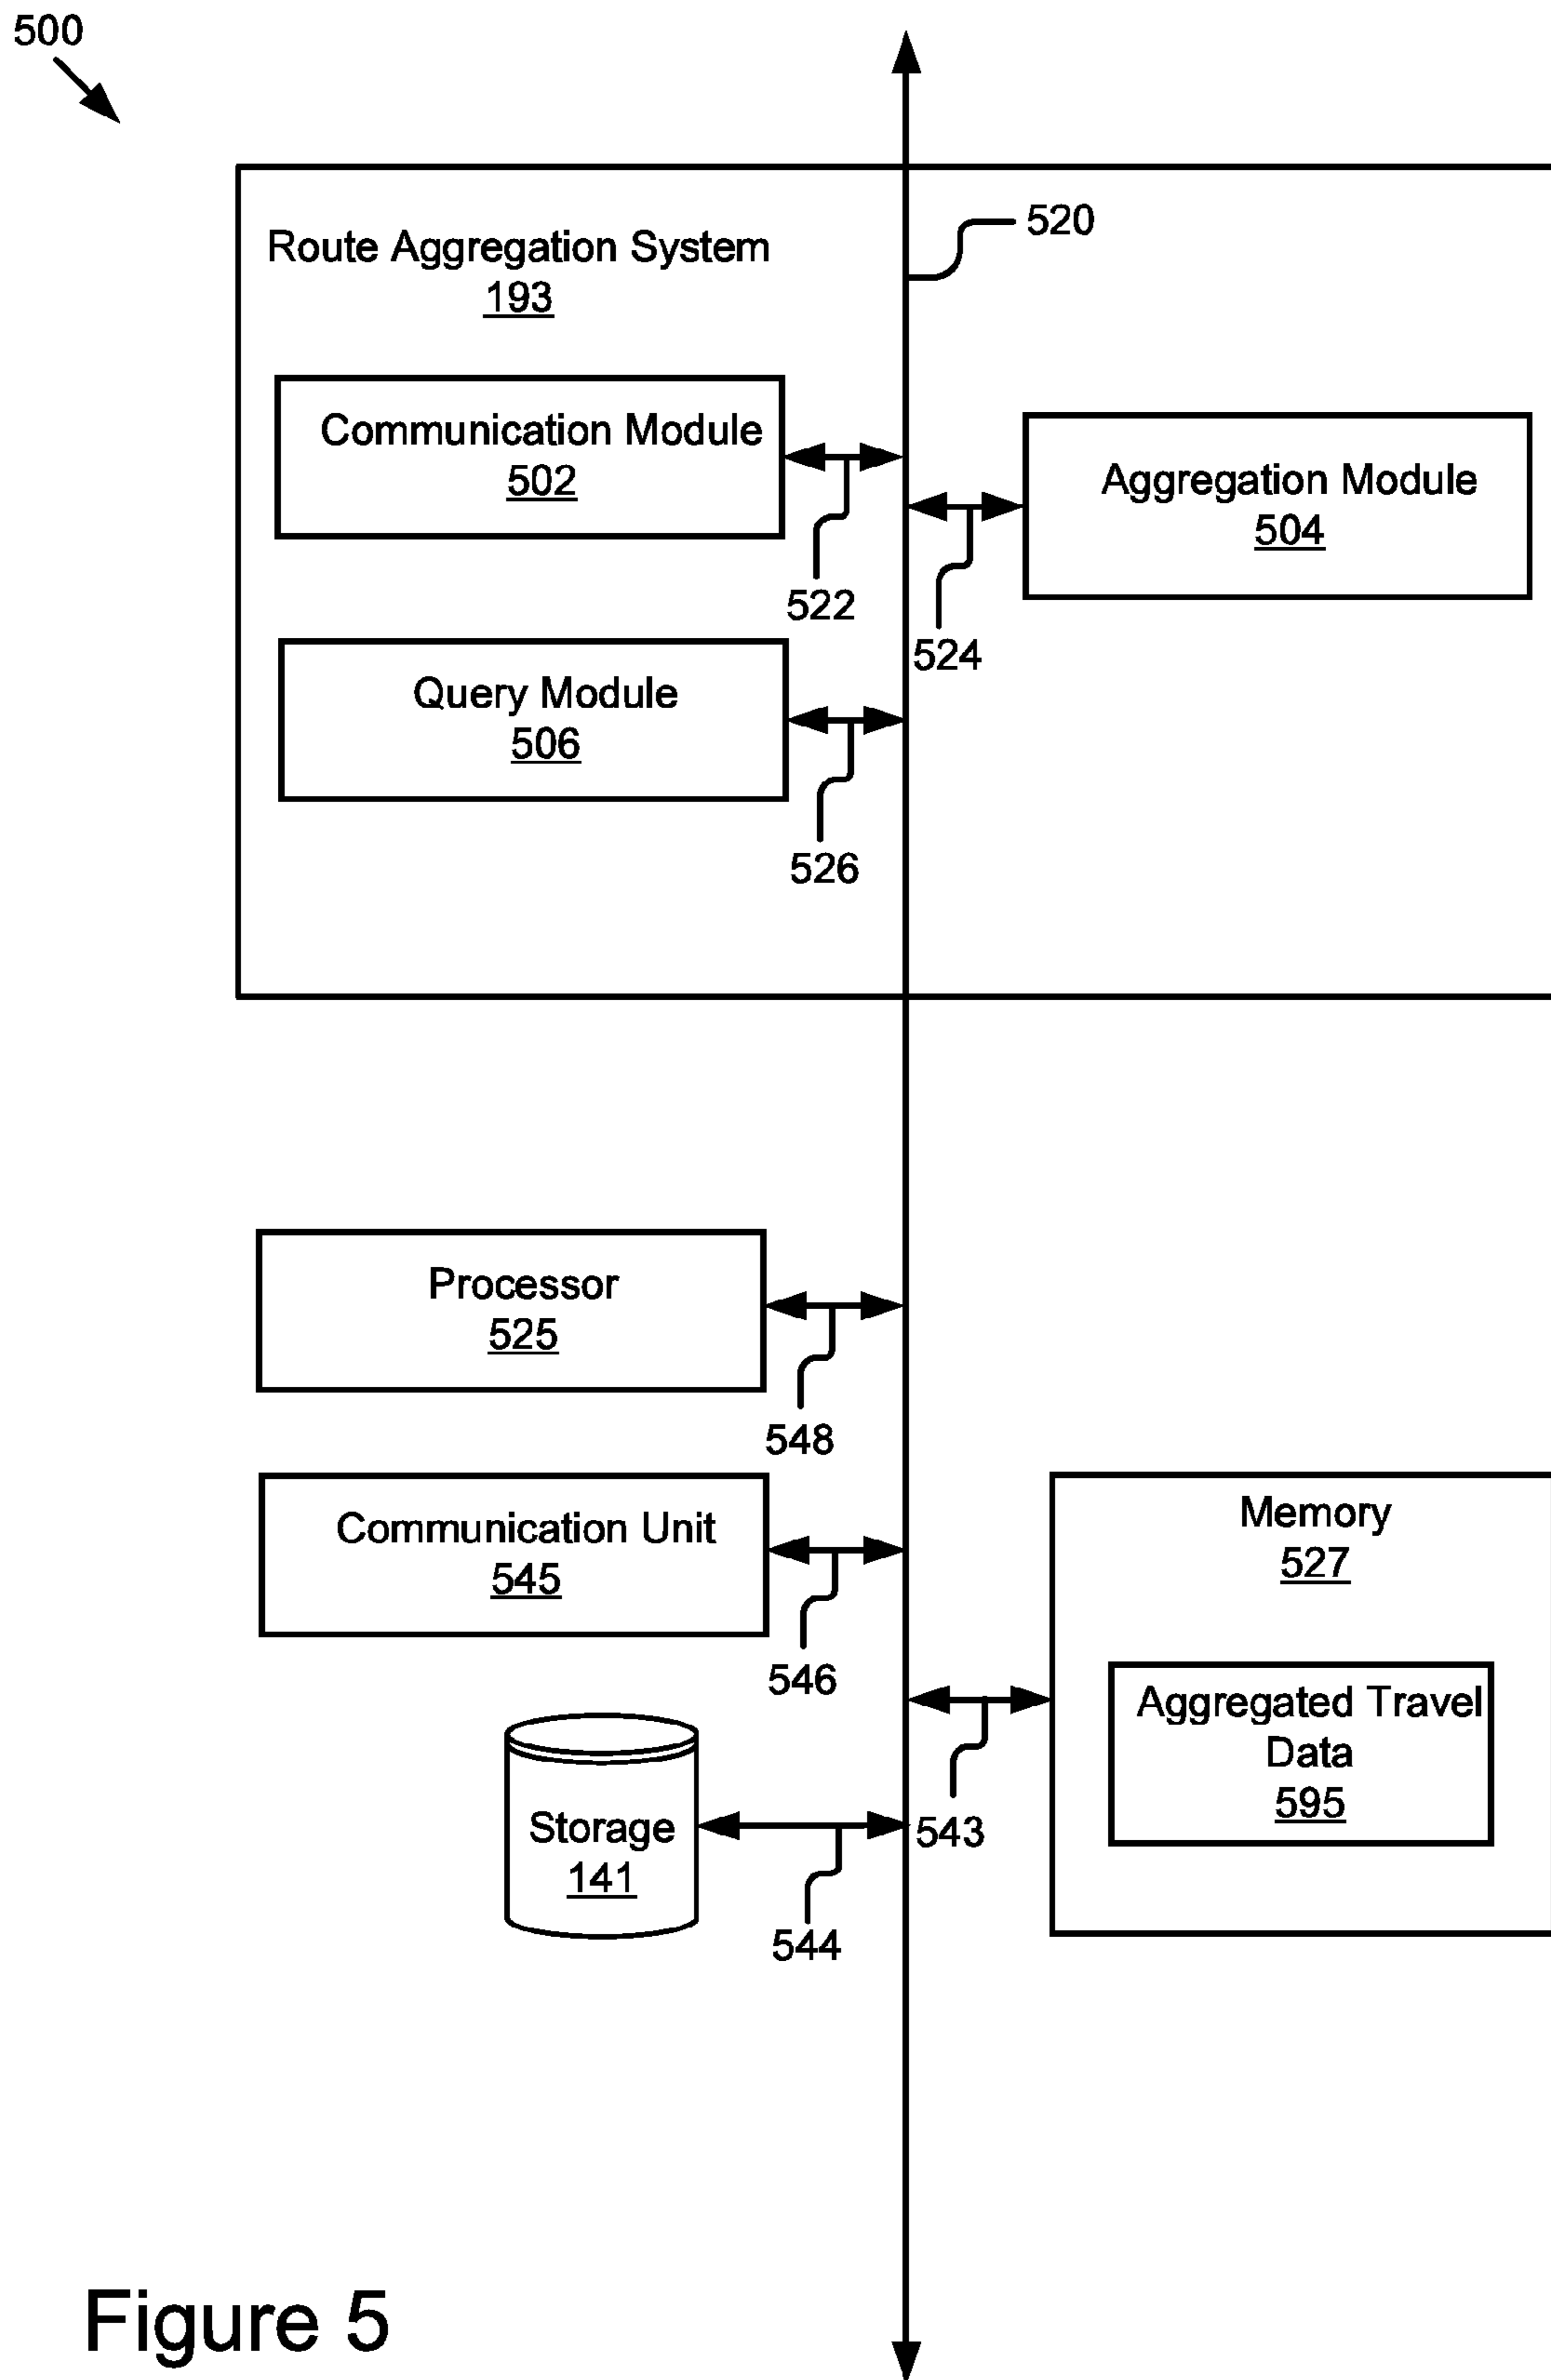 500
520
Route Aggregation System
193
Communication Module
502
Aggregation Module
504
522
524
Query Module
506
526
Processor
525
548
Communication Unit
545
546
Memory
527
Aggregated Travel
Data
595
543
Storage
141
544
Figure 5